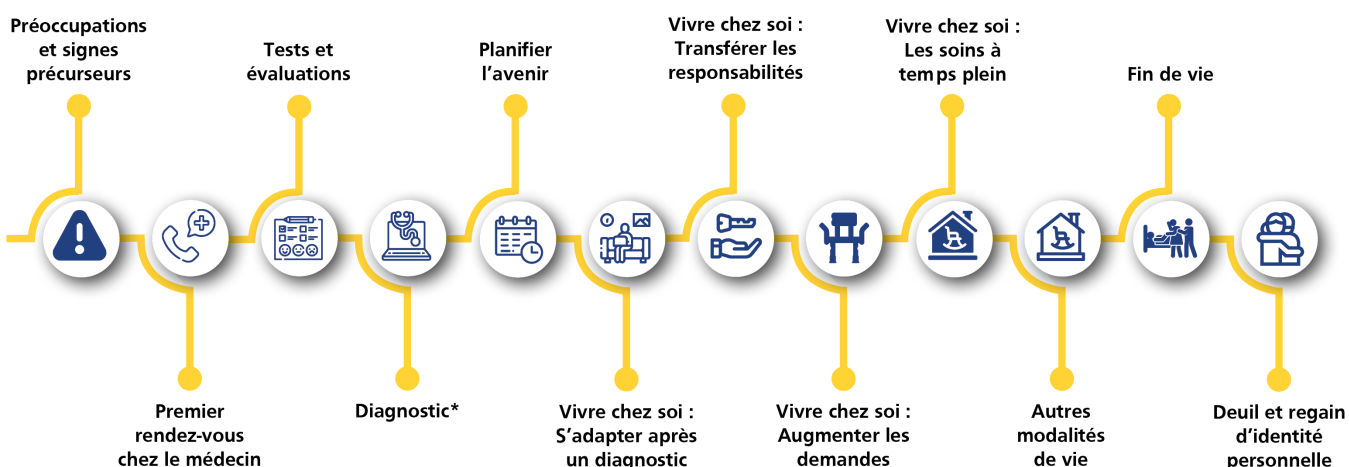 Préoccupations
et signes
précurseurs
Premier
rendez-vous
chez le médecin
Tests et
évaluations
Diagnostic*
Planifier
l’avenir
Vivre chez soi :
S’adapter après
un diagnostic
Vivre chez soi :
Transférer les
responsabilités
Vivre chez soi :
Augmenter les
demandes
Vivre chez soi :
Les soins à
temps plein
Autres
modalités
de vie
Fin de vie
Deuil et regain
d’identité
personnelle